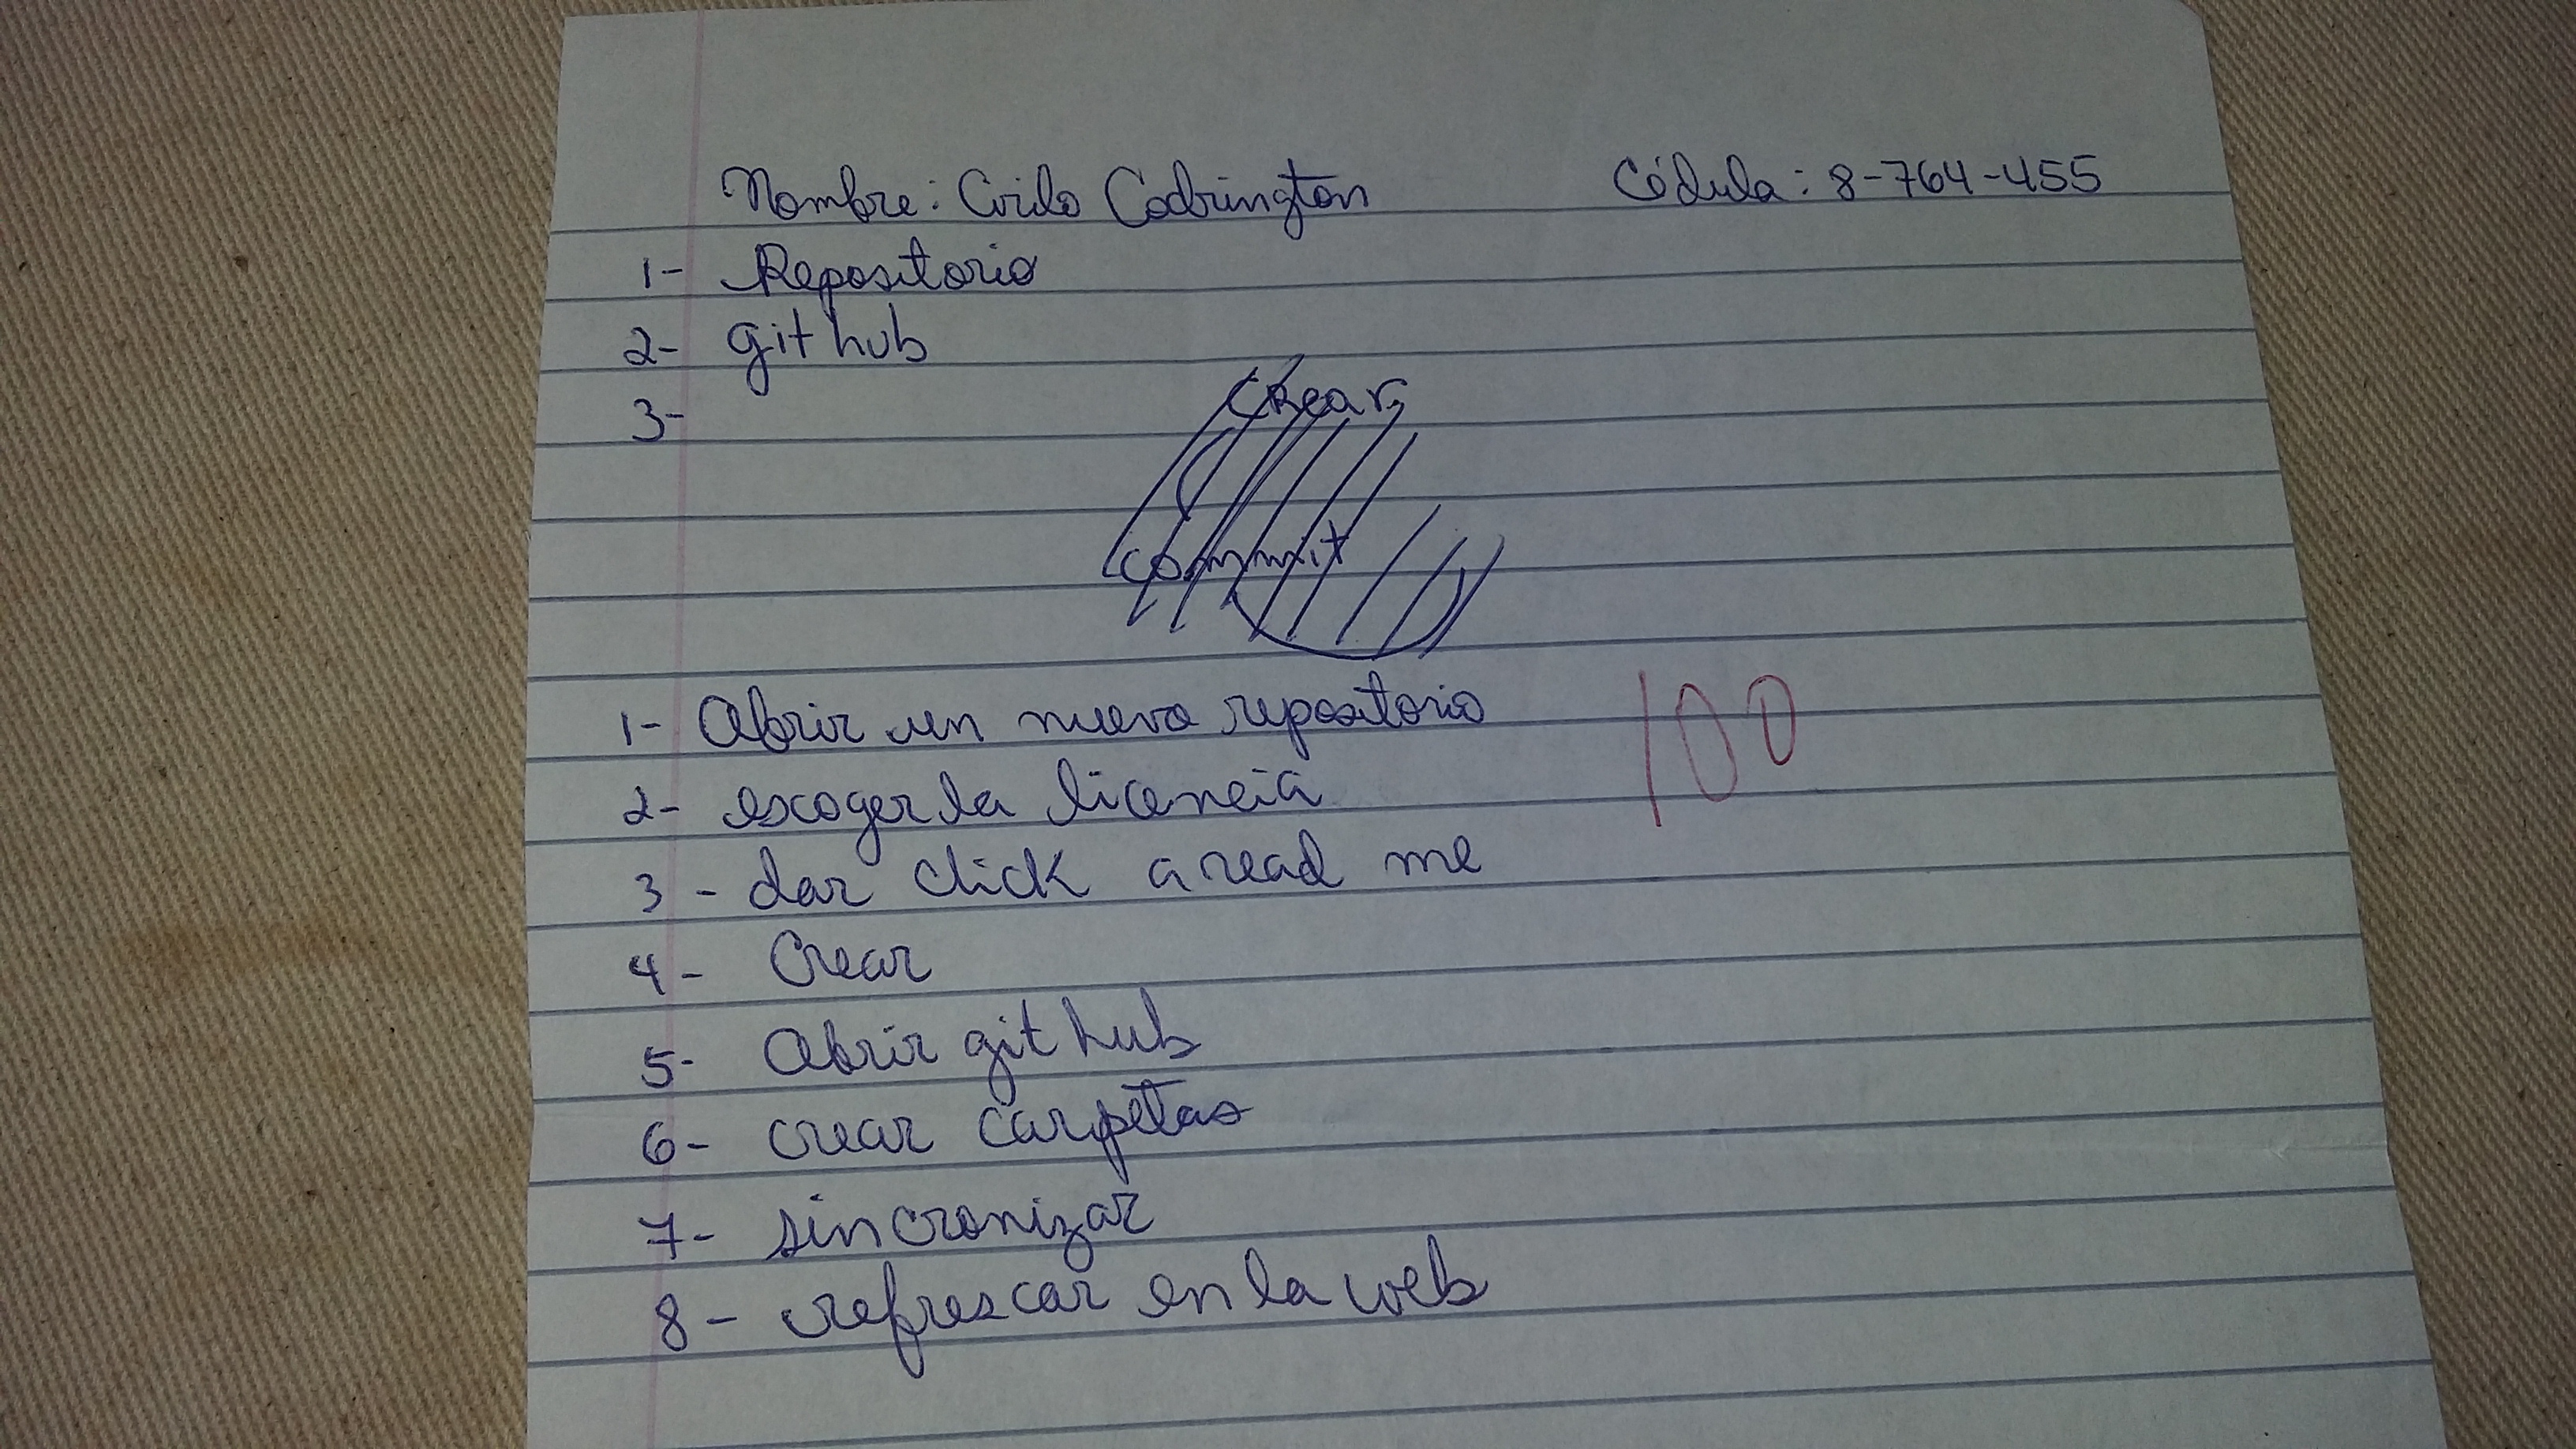 Nombre: Cirilo Codrington Cédula: 8-764-455
1- Repositorio
2- Git hub
3-
Crear
Commit
1- Abrir un nuevo repositorio
2- escoger la licencia
3- dar click a read me
100
4- Crear
5- Abrir git hub
6- crear carpetas
7- sincronizar
8- refrescar en la web